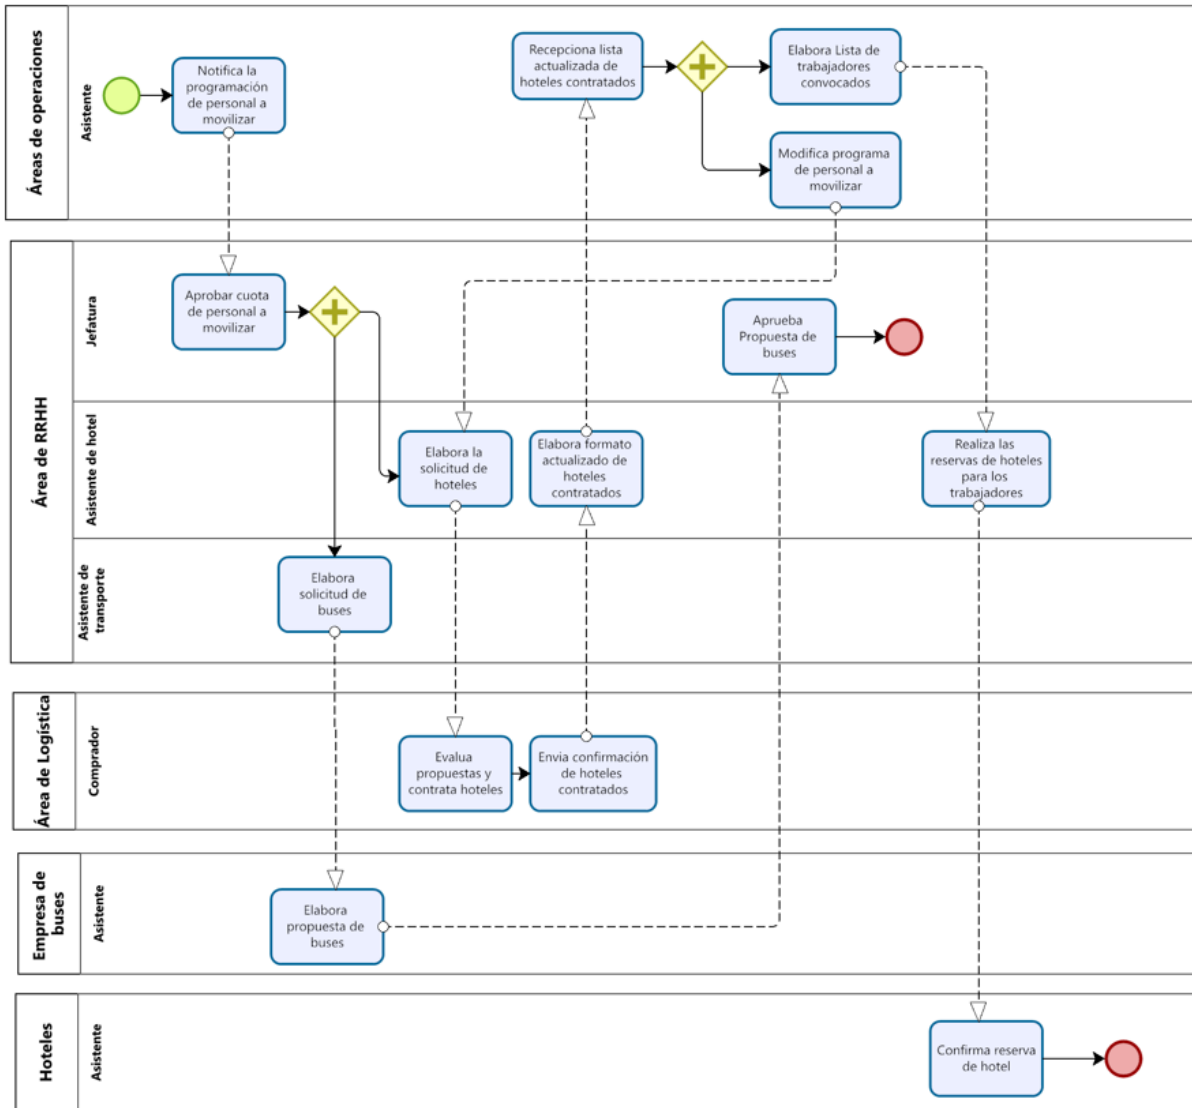 Áreas de operaciones
Asistente
Notifica la
programación
de personal a
movilizar
Recepciona lista
actualizada de
hoteles contratados
Elabora Lista de
trabajadores
convocados
Modifica programa
de personal a
movilizar
Área de RRHH
Jefatura
Aprobar cuota
de personal a
movilizar
Aprueba
Propuesta de
buses
Asistente de hotel
Elabora la
solicitud de
hoteles
Elabora formato
actualizado de
hoteles
contratados
Realiza las
reservas de hoteles
para los
trabajadores
Asistente de
transporte
Elabora
solicitud de
buses
Área de Logística
Comprador
Evalua
propuestas y
contrata hoteles
Envia confirmación
de hoteles
contratados
Empresa de
buses
Asistente
Elabora
propuesta de
buses
Hoteles
Asistente
Confirma reserva
de hotel